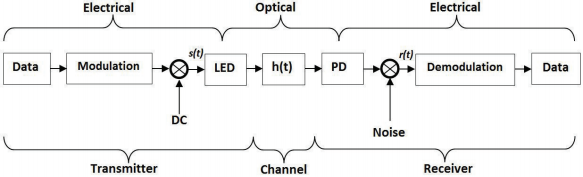 Electrical Optical Electrical
s(t) r(t)
Data Modulation LED h(t) PD Demodulation Data
DC Noise
Transmitter Channel Receiver